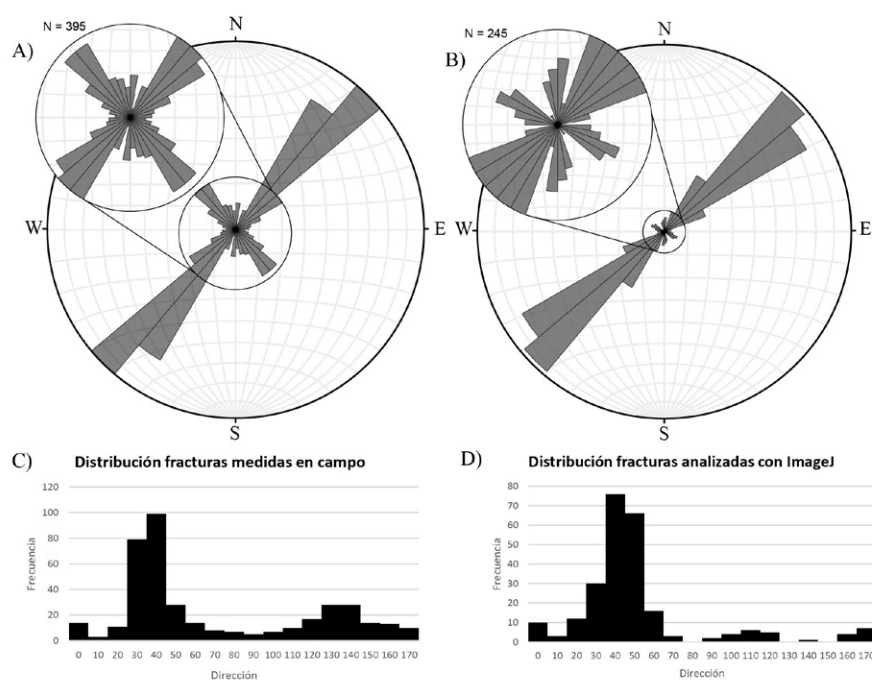 N = 395
A)
N
W
E
S
N = 245
B)
N
W
E
S
C)
Distribución fracturas medidas en campo
120
100
80
60
40
20
0
Frecuencia
0 10 20 30 40 50 60 70 80 90 100 110 120 130 140 150 160 170
Dirección
D)
Distribución fracturas analizadas con ImageJ
80
70
60
50
40
30
20
10
0
Frecuencia
0 10 20 30 40 50 60 70 80 90 100 110 120 130 140 150 160 170
Dirección